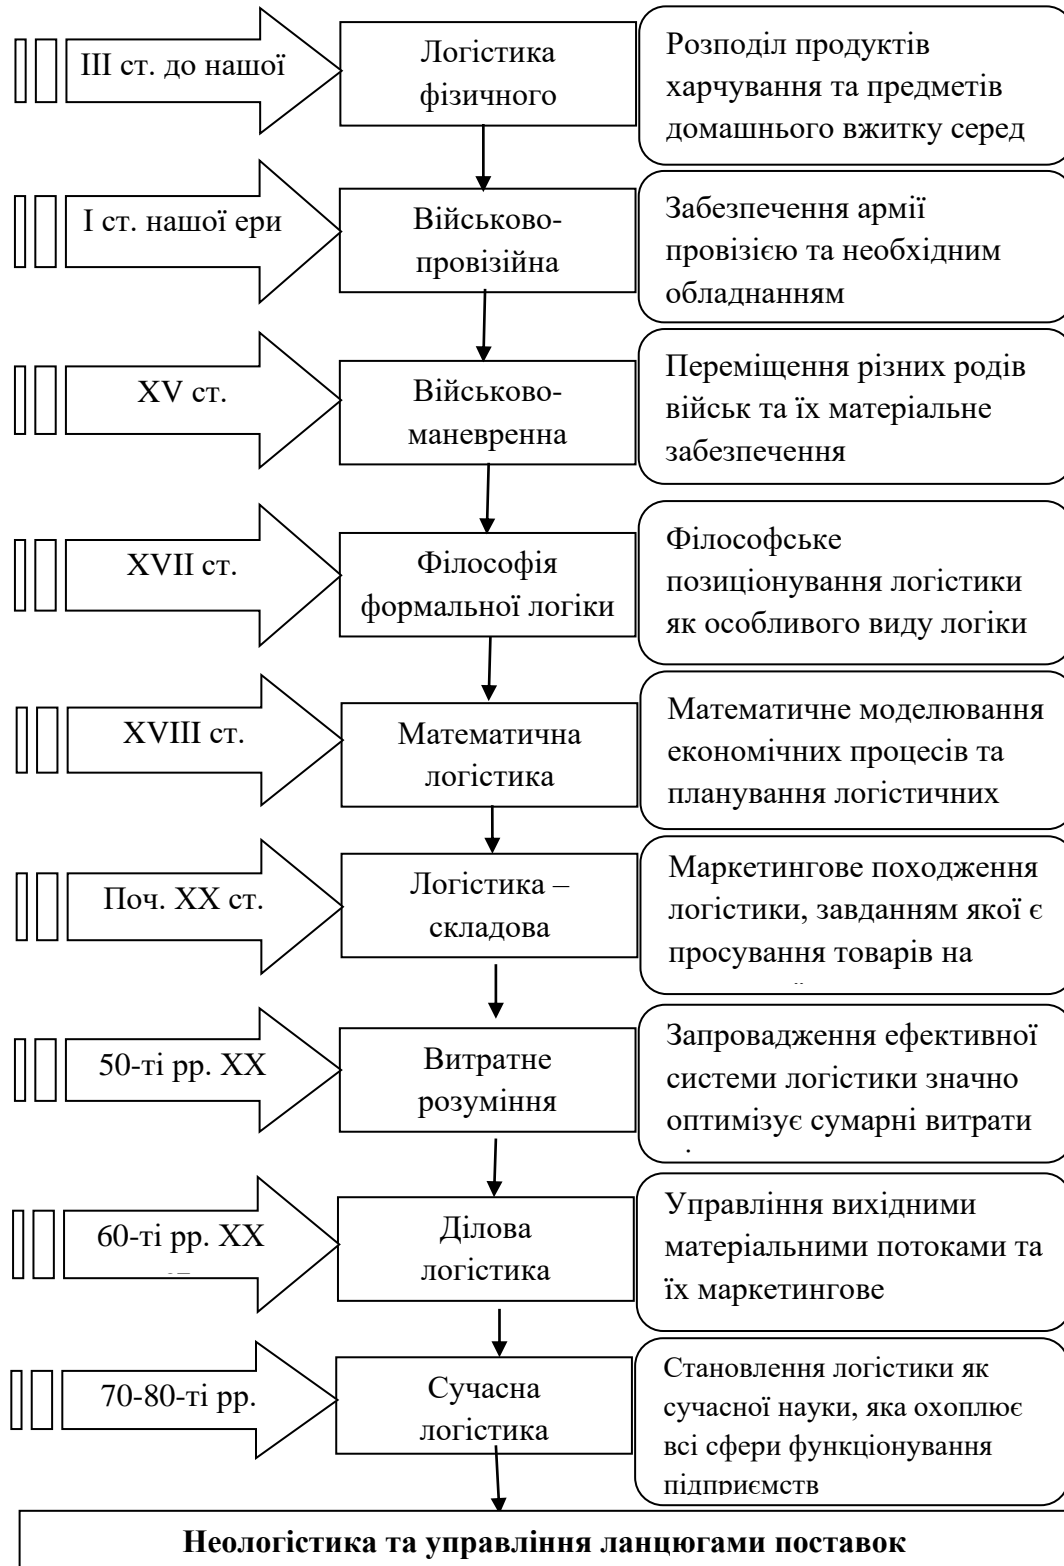 III ст. до нашої
Логістика
фізичного
Розподіл продуктів
харчування та предметів
домашнього вжитку серед
I ст. нашої ери
Військово-
провізійна
Забезпечення армії
провізією та необхідним
обладнанням
XV ст.
Військово-
маневренна
Переміщення різних родів
військ та їх матеріальне
забезпечення
XVII ст.
Філософія
формальної логіки
Філософське
позиціонування логістики
як особливого виду логіки
XVIII ст.
Математична
логістика
Математичне моделювання
економічних процесів та
планування логістичних
Поч. XX ст.
Логістика –
складова
Маркетингове походження
логістики, завданням якої є
просування товарів на
50-ті рр. XX
Витратне
розуміння
Запровадження ефективної
системи логістики значно
оптимізує сумарні витрати
60-ті рр. XX
Ділова
логістика
Управління вихідними
матеріальними потоками та
їх маркетингове
70-80-ті рр.
Сучасна
логістика
Становлення логістики як
сучасної науки, яка охоплює
всі сфери функціонування
підприємств
Неологістика та управління ланцюгами поставок